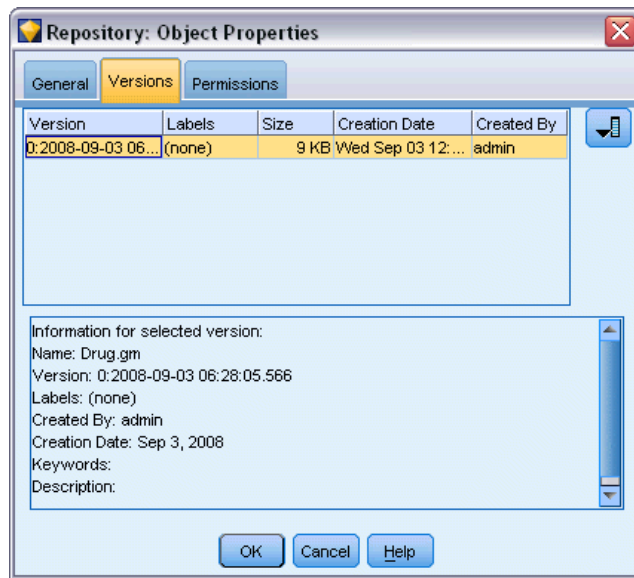 Repository: Object Properties
General Versions Permissions
Version Labels Size Creation Date Created By
0:2008-09-03 06... (none) 9 KB Wed Sep 03 12:... admin
Information for selected version:
Name: Drug.gm
Version: 0:2008-09-03 06:28:05.566
Labels: (none)
Created By: admin
Creation Date: Sep 3, 2008
Keywords:
Description:
OK Cancel Help